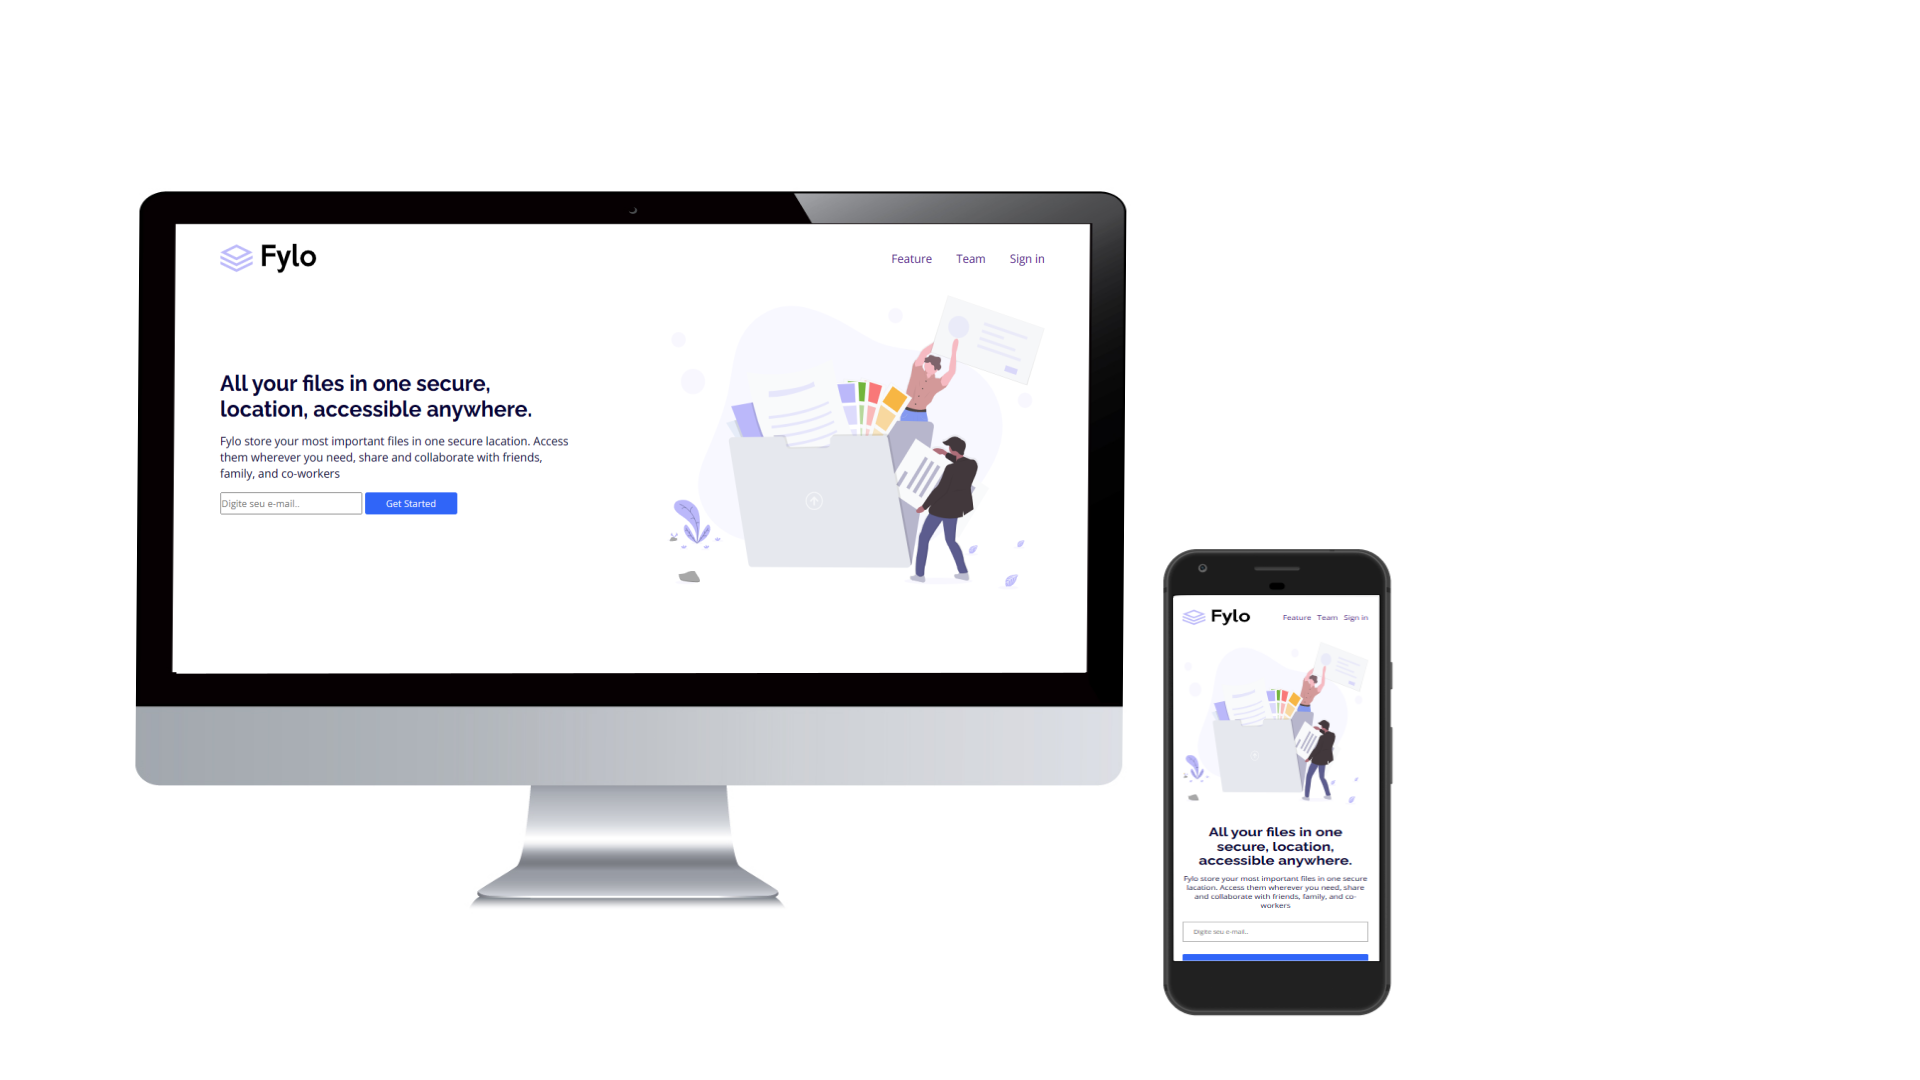 Fylo
Feature Team Sign in
All your files in one secure,
location, accessible anywhere.
Fylo store your most important files in one secure lacation. Access
them wherever you need, share and collaborate with friends,
family, and co-workers
Digite seu e-mail..
Get Started
Fylo
Feature Team Sign in
All your files in one
secure, location,
accessible anywhere.
Fylo store your most important files in one secure
lacation. Access them wherever you need, share
and collaborate with friends, family, and co-
workers
Digite seu e-mail..